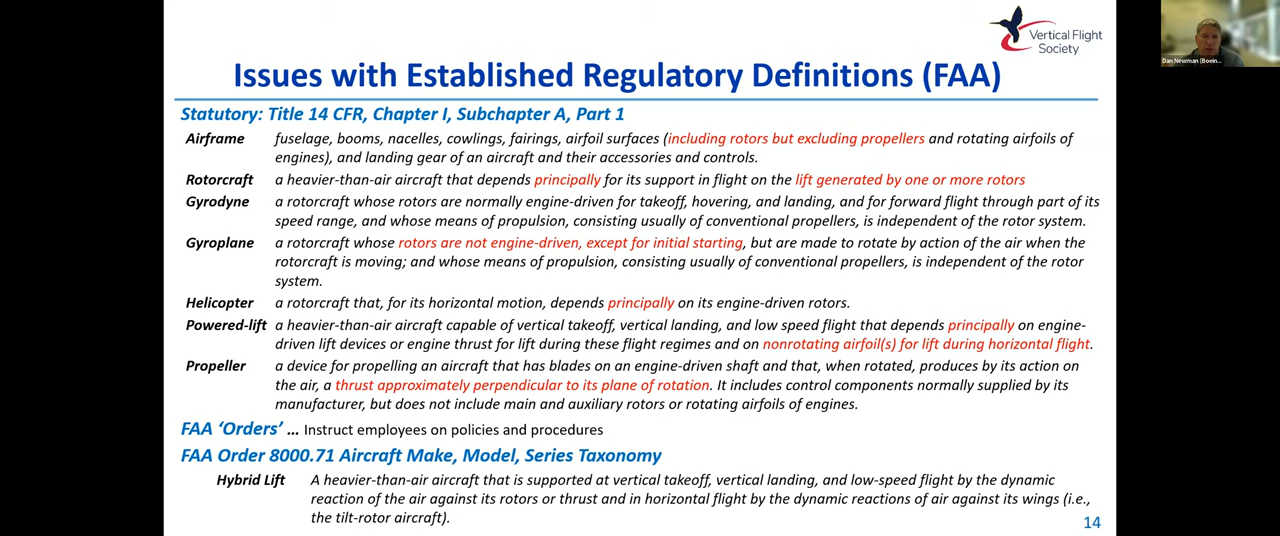 Vertical Flight
Society
Dan Newman (Boein...
Issues with Established Regulatory Definitions (FAA)
Statutory: Title 14 CFR, Chapter I, Subchapter A, Part 1
Airframe fuselage, booms, nacelles, cowlings, fairings, airfoil surfaces (including rotors but excluding propellers and rotating airfoils of
engines), and landing gear of an aircraft and their accessories and controls.
Rotorcraft a heavier-than-air aircraft that depends principally for its support in flight on the lift generated by one or more rotors
Gyrodyne a rotorcraft whose rotors are normally engine-driven for takeoff, hovering, and landing, and for forward flight through part of its
speed range, and whose means of propulsion, consisting usually of conventional propellers, is independent of the rotor system.
Gyroplane a rotorcraft whose rotors are not engine-driven, except for initial starting, but are made to rotate by action of the air when the
rotorcraft is moving; and whose means of propulsion, consisting usually of conventional propellers, is independent of the rotor
system.
Helicopter a rotorcraft that, for its horizontal motion, depends principally on its engine-driven rotors.
Powered-lift a heavier-than-air aircraft capable of vertical takeoff, vertical landing, and low speed flight that depends principally on engine-
driven lift devices or engine thrust for lift during these flight regimes and on nonrotating airfoil(s) for lift during horizontal flight.
Propeller a device for propelling an aircraft that has blades on an engine-driven shaft and that, when rotated, produces by its action on
the air, a thrust approximately perpendicular to its plane of rotation. It includes control components normally supplied by its
manufacturer, but does not include main and auxiliary rotors or rotating airfoils of engines.
FAA ‘Orders’ ... Instruct employees on policies and procedures
FAA Order 8000.71 Aircraft Make, Model, Series Taxonomy
Hybrid Lift A heavier-than-air aircraft that is supported at vertical takeoff, vertical landing, and low-speed flight by the dynamic
reaction of the air against its rotors or thrust and in horizontal flight by the dynamic reactions of air against its wings (i.e.,
the tilt-rotor aircraft).
14